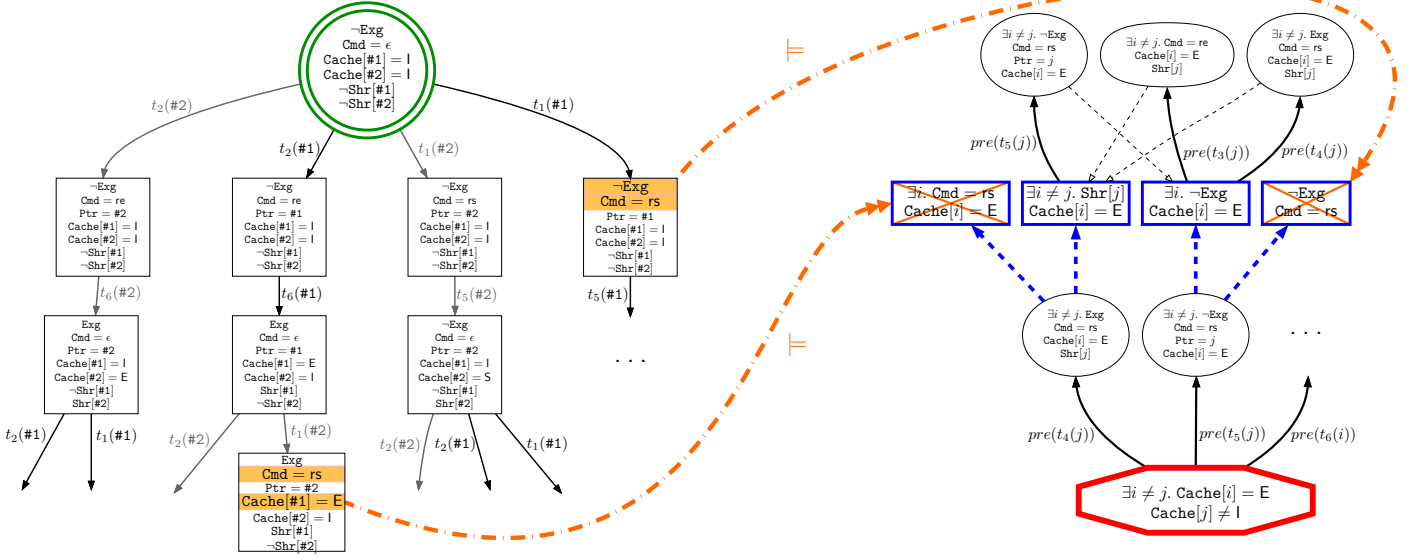 ¬Exg
Cmd = ϵ
Cache[#1] = I
Cache[#2] = I
¬Shr[#1]
¬Shr[#2]
t₂(#2)
t₂(#1)
t₁(#2)
t₁(#1)
¬Exg
Cmd = re
Ptr = #2
Cache[#1] = I
Cache[#2] = I
¬Shr[#1]
¬Shr[#2]
¬Exg
Cmd = re
Ptr = #1
Cache[#1] = I
Cache[#2] = I
¬Shr[#1]
¬Shr[#2]
¬Exg
Cmd = rs
Ptr = #2
Cache[#1] = I
Cache[#2] = I
¬Shr[#1]
¬Shr[#2]
¬Exg
Cmd = rs
Ptr = #1
Cache[#1] = I
Cache[#2] = I
¬Shr[#1]
¬Shr[#2]
t₆(#2)
t₆(#1)
t₅(#2)
t₅(#1)
Exg
Cmd = ϵ
Ptr = #2
Cache[#1] = I
Cache[#2] = E
¬Shr[#1]
Shr[#2]
Exg
Cmd = ϵ
Ptr = #1
Cache[#1] = E
Cache[#2] = I
Shr[#1]
¬Shr[#2]
¬Exg
Cmd = ϵ
Ptr = #2
Cache[#1] = I
Cache[#2] = S
¬Shr[#1]
Shr[#2]
. . .
t₂(#1)
t₁(#1)
t₂(#2)
t₁(#2)
t₂(#2)
t₂(#1)
t₁(#1)
Exg
Cmd = rs
Ptr = #2
Cache[#1] = E
Cache[#2] = I
Shr[#1]
¬Shr[#2]
⊨
⊨
∃i ≠ j. ¬Exg
Cmd = rs
Ptr = j
Cache[i] = E
∃i ≠ j. Cmd = re
Cache[i] = E
Shr[j]
∃i ≠ j. Exg
Cmd = rs
Cache[i] = E
Shr[j]
pre(t₅(j))
pre(t₃(j))
pre(t₄(j))
∃i. Cmd = rs
Cache[i] = E
∃i ≠ j. Shr[j]
Cache[i] = E
∃i. ¬Exg
Cache[i] = E
¬Exg
Cmd = rs
∃i ≠ j. Exg
Cmd = rs
Cache[i] = E
Shr[j]
∃i ≠ j. ¬Exg
Cmd = rs
Ptr = j
Cache[i] = E
. . .
pre(t₄(j))
pre(t₅(j))
pre(t₆(i))
∃i ≠ j. Cache[i] = E
Cache[j] ≠ I